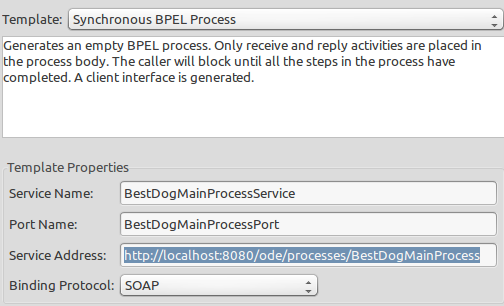 Template: Synchronous BPEL Process
Generates an empty BPEL process. Only receive and reply activities are placed in
the process body. The caller will block until all the steps in the process have
completed. A client interface is generated.
Template Properties
Service Name: BestDogMainProcessService
Port Name: BestDogMainProcessPort
Service Address: http://localhost:8080/ode/processes/BestDogMainProcess
Binding Protocol: SOAP